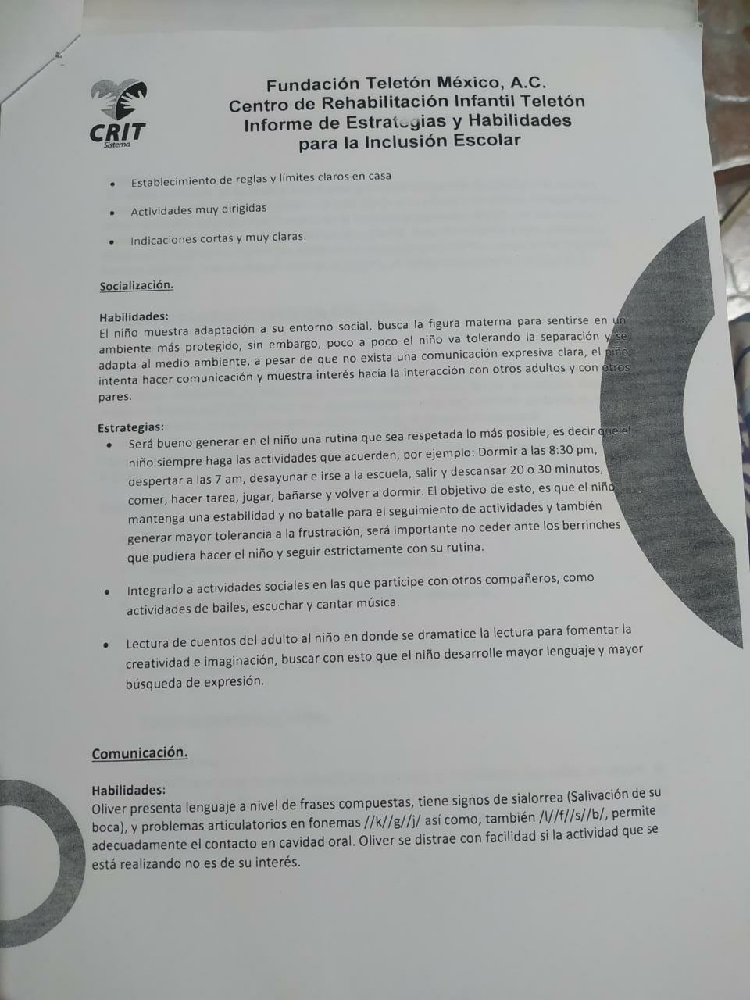 CRIT
Sistema
Fundación Teletón México, A.C.
Centro de Rehabilitación Infantil Teletón
Informe de Estrategias y Habilidades
para la Inclusión Escolar
• Establecimiento de reglas y límites claros en casa
• Actividades muy dirigidas
• Indicaciones cortas y muy claras.
Socialización.
Habilidades:
El niño muestra adaptación a su entorno social, busca la figura materna para sentirse en un
ambiente más protegido, sin embargo, poco a poco el niño va tolerando la separación y se
adapta al medio ambiente, a pesar de que no exista una comunicación expresiva clara, el niño
intenta hacer comunicación y muestra interés hacía la interacción con otros adultos y con otros
pares.
Estrategias:
• Será bueno generar en el niño una rutina que sea respetada lo más posible, es decir que el
niño siempre haga las actividades que acuerden, por ejemplo: Dormir a las 8:30 pm,
despertar a las 7 am, desayunar e irse a la escuela, salir y descansar 20 o 30 minutos,
comer, hacer tarea, jugar, bañarse y volver a dormir. El objetivo de esto, es que el niño
mantenga una estabilidad y no batalle para el seguimiento de actividades y también
generar mayor tolerancia a la frustración, será importante no ceder ante los berrinches
que pudiera hacer el niño y seguir estrictamente con su rutina.
• Integrarlo a actividades sociales en las que participe con otros compañeros, como
actividades de bailes, escuchar y cantar música.
• Lectura de cuentos del adulto al niño en donde se dramatice la lectura para fomentar la
creatividad e imaginación, buscar con esto que el niño desarrolle mayor lenguaje y mayor
búsqueda de expresión.
Comunicación.
Habilidades:
Oliver presenta lenguaje a nivel de frases compuestas, tiene signos de sialorrea (Salivación de su
boca), y problemas articulatorios en fonemas //k//g//j/ así como, también /l//f//s//b/, permite
adecuadamente el contacto en cavidad oral. Oliver se distrae con facilidad si la actividad que se
está realizando no es de su interés.